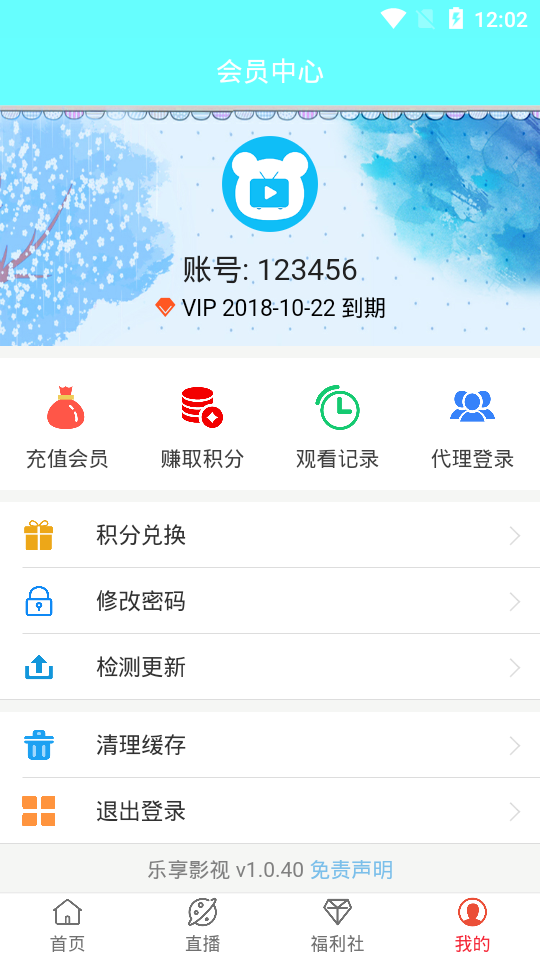 12:02
会员中心
账号: 123456
VIP 2018-10-22 到期
充值会员 赚取积分 观看记录 代理登录
积分兑换
修改密码
检测更新
清理缓存
退出登录
乐享影视 v1.0.40 免责声明
首页 直播 福利社 我的